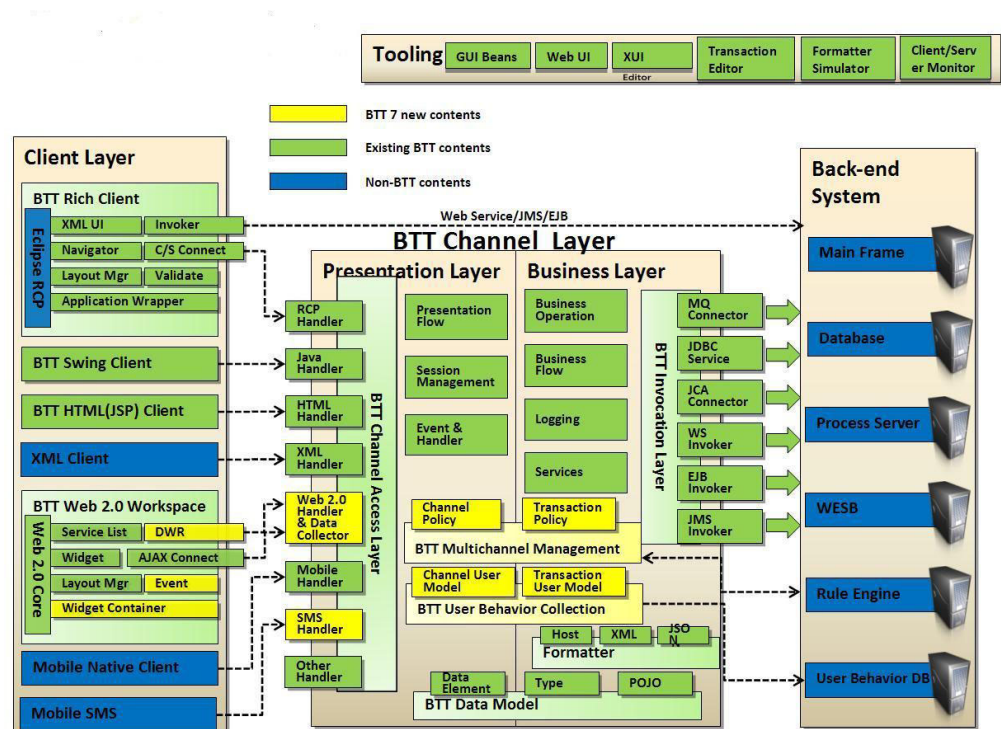 Tooling
GUI Beans
Web UI
XUI
Editor
Transaction
Editor
Formatter
Simulator
Client/Serv
er Monitor
BTT 7 new contents
Existing BTT contents
Non-BTT contents
Client Layer
BTT Rich Client
Eclipse RCP
XML UI
Invoker
Navigator
C/S Connect
Layout Mgr
Validate
Application Wrapper
BTT Swing Client
BTT HTML(JSP) Client
XML Client
BTT Web 2.0 Workspace
Web 2.0 Core
Service List
DWR
Widget
AJAX Connect
Layout Mgr
Event
Widget Container
Mobile Native Client
Mobile SMS
Web Service/JMS/EJB
BTT Channel Layer
Presentation Layer
Business Layer
RCP
Handler
Java
Handler
HTML
Handler
XML
Handler
Web 2.0
Handler
& Data
Collector
Mobile
Handler
SMS
Handler
Other
Handler
BTT Channel Access Layer
Presentation
Flow
Session
Management
Event &
Handler
Business
Operation
Business
Flow
Logging
Services
Channel
Policy
Transaction
Policy
BTT Multichannel Management
Channel User
Model
Transaction
User Model
BTT User Behavior Collection
Host
XML
JSO
N
Formatter
Data
Element
Type
POJO
BTT Data Model
BTT Invocation Layer
MQ
Connector
JDBC
Service
JCA
Connector
WS
Invoker
EJB
Invoker
JMS
Invoker
Back-end
System
Main Frame
Database
Process Server
WESB
Rule Engine
User Behavior DB